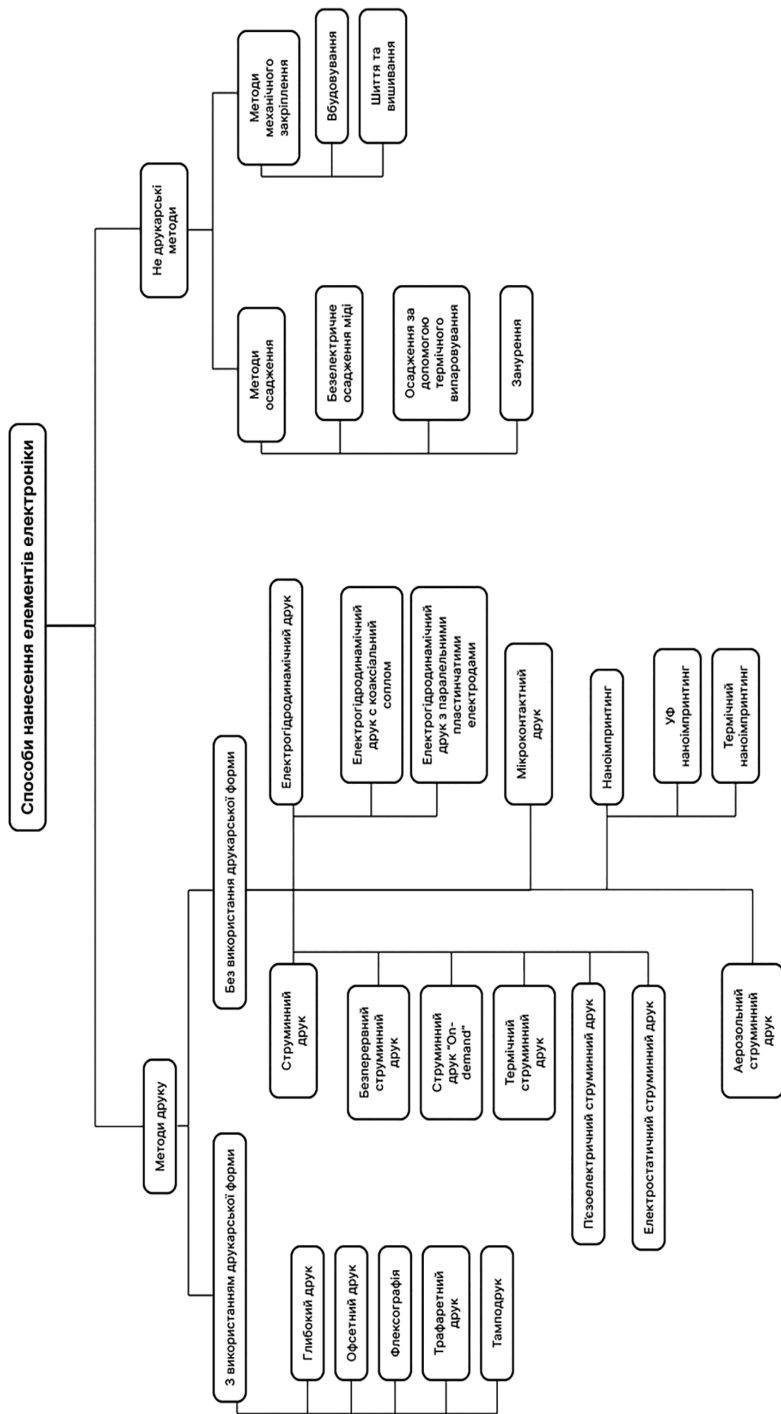 Способи нанесення елементів електроніки
Методи друку
Не друкарські
методи
З використанням друкарської форми
Без використання друкарської форми
Методи
осадження
Методи
механічного
закріплення
Глибокий друк
Офсетний друк
Флексографія
Трафаретний
друк
Тамподрук
Струминний
друк
Безперервний
струминний
друк
Струминний
друк "On-
demand"
Термічний
струминний
друк
П'єзоелектричний струминний друк
Електростатичний струминний друк
Аерозольний
струминний
друк
Електрогідродинамічний друк
Електрогідродинамічний
друк с коаксіальний
соплом
Електрогідродинамічний
друк з паралельними
пластинчатими
електродами
Мікроконтактний
друк
Наноімпринтинг
УФ
наноімпринтинг
Термічний
наноімпринтинг
Безелектричне
осадження міді
Осадження за
допомогою
термічного
випаровування
Занурення
Вбудовування
Шиття та
вишивання